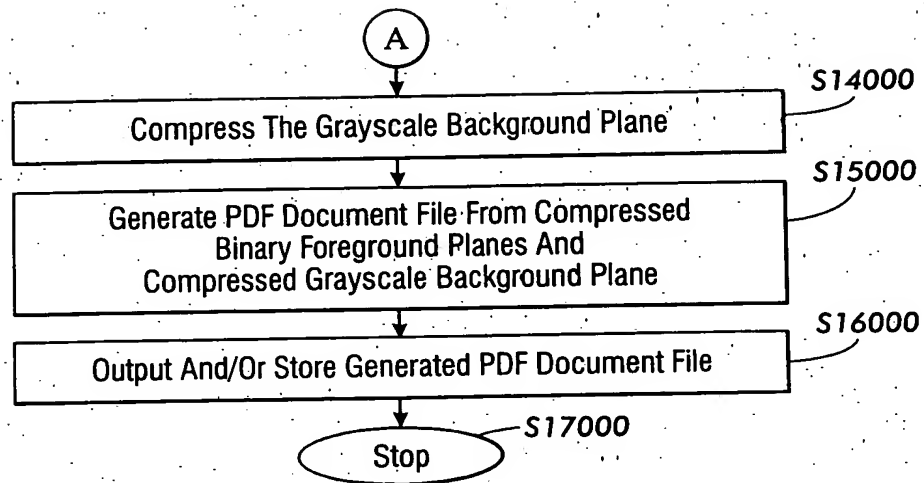 A
S14000
Compress The Grayscale Background Plane
S15000
Generate PDF Document File From Compressed
Binary Foreground Planes And
Compressed Grayscale Background Plane
S16000
Output And/Or Store Generated PDF Document File
S17000
Stop